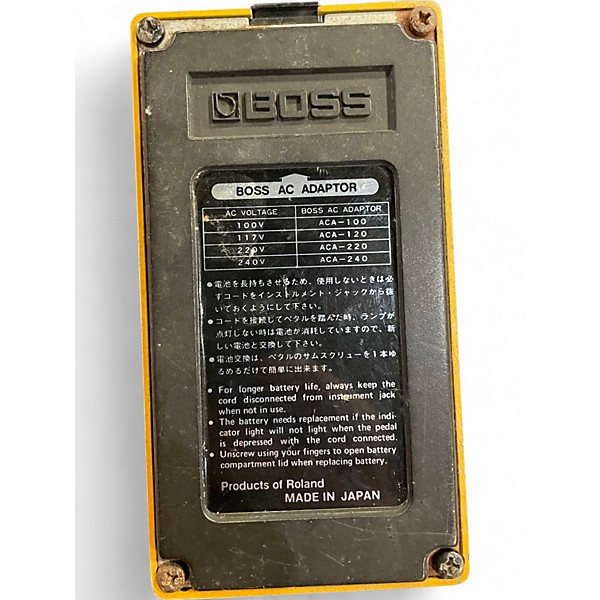 BOSS
BOSS AC ADAPTOR
AC VOLTAGE BOSS AC ADAPTOR
100V ACA-100
117V ACA-120
220V ACA-220
240V ACA-240
●電池を長持ちさせるため、使用しないときは必
ずコードをインストルメント・ジャックから抜
いておくようにして下さい。
●コードを接続してペダルを踏んだ時、ランプが
点灯しない時は電池が消耗していますので、新
しい電池と交換して下さい。
●電池交換は、ペダルのサムスクリューを1本ゆ
るめるだけで簡単に出来ます。
● For longer battery life, always keep the
cord disconnected from instrument jack
when not in use.
● The battery needs replacement if the indi-
cator light will not light when the pedal
is depressed with the cord connected.
● Unscrew using your fingers to open battery
compartment lid when replacing battery.
Products of Roland
MADE IN JAPAN